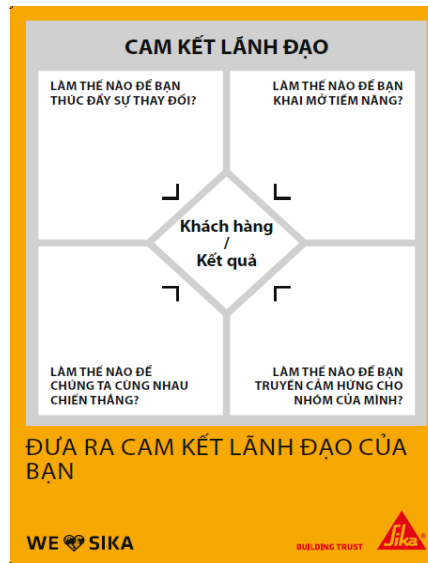 CAM KẾT LÃNH ĐẠO
LÀM THẾ NÀO ĐỂ BẠN
THÚC ĐẨY SỰ THAY ĐỔI?
LÀM THẾ NÀO ĐỂ BẠN
KHAI MỞ TIỀM NĂNG?
Khách hàng
/
Kết quả
LÀM THẾ NÀO ĐỂ
CHÚNG TA CÙNG NHAU
CHIẾN THẮNG?
LÀM THẾ NÀO ĐỂ BẠN
TRUYỀN CẢM HỨNG CHO
NHÓM CỦA MÌNH?
ĐƯA RA CAM KẾT LÃNH ĐẠO CỦA
BẠN
WE SIKA
BUILDING TRUST
Sika